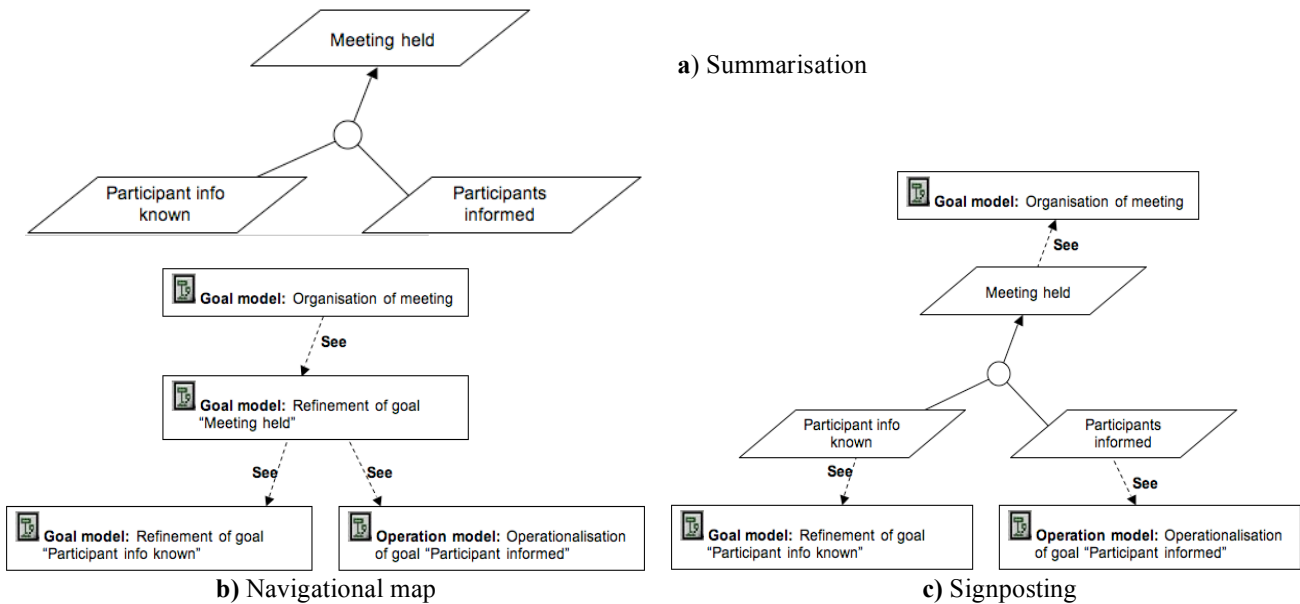 Meeting held
a) Summarisation
Participant info
known
Participants
informed
Goal model: Organisation of meeting
See
Goal model: Refinement of goal
“Meeting held”
See
See
Goal model: Refinement of goal
“Participant info known”
Operation model: Operationalisation
of goal “Participant informed”
b) Navigational map
Goal model: Organisation of meeting
See
Meeting held
Participant info
known
Participants
informed
See
See
Goal model: Refinement of goal
“Participant info known”
Operation model: Operationalisation
of goal “Participant informed”
c) Signposting